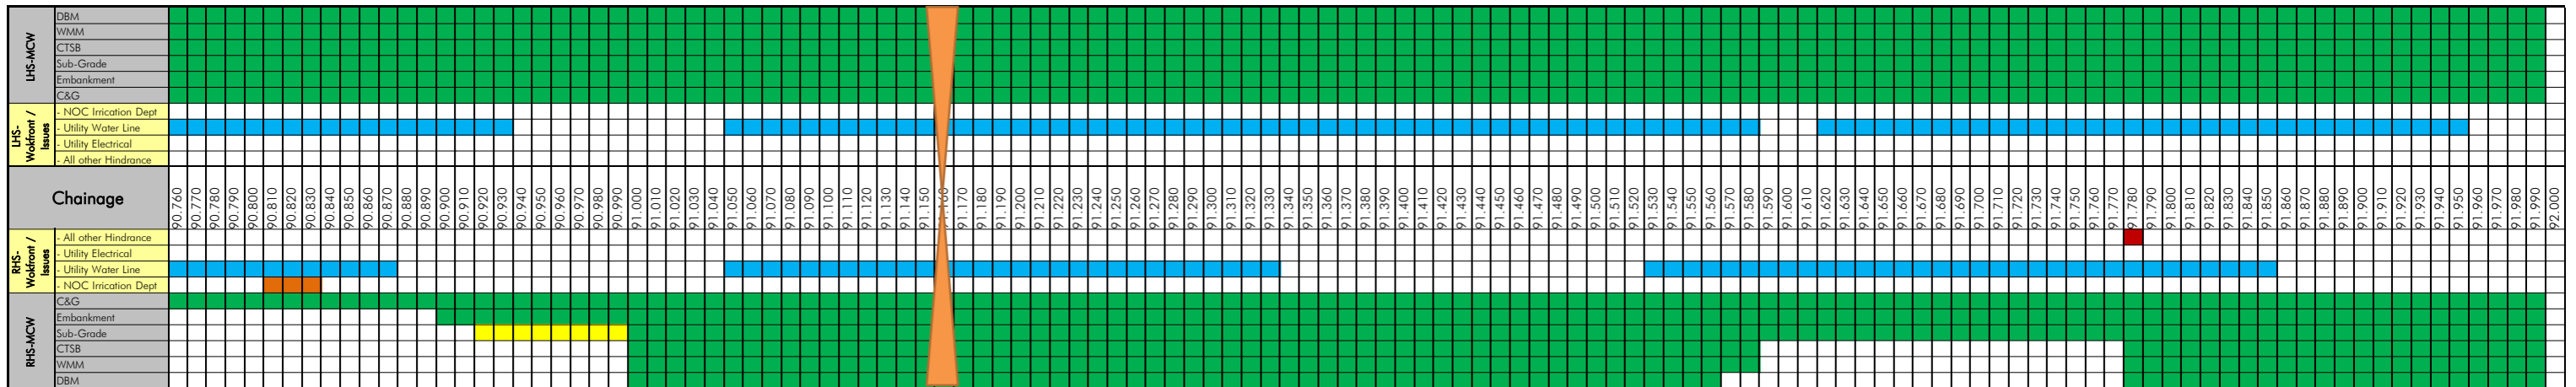 LHS-MCW
DBM
WMM
CTSB
Sub-Grade
Embankment
C&G
LHS-
Wokfront /
Issues
- NOC Irrication Dept
- Utility Water Line
- Utility Electrical
- All other Hindrance
Chainage
90.760 90.770 90.780 90.790 90.800 90.810 90.820 90.830 90.840 90.850 90.860 90.870 90.880 90.890 90.900 90.910 90.920 90.930 90.940 90.950 90.960 90.970 90.980 90.990 91.000 91.010 91.020 91.030 91.040 91.050 91.060 91.070 91.080 91.090 91.100 91.110 91.120 91.130 91.140 91.150 91.170 91.180 91.190 91.200 91.210 91.220 91.230 91.240 91.250 91.260 91.270 91.280 91.290 91.300 91.310 91.320 91.330 91.340 91.350 91.360 91.370 91.380 91.390 91.400 91.410 91.420 91.430 91.440 91.450 91.460 91.470 91.480 91.490 91.500 91.510 91.520 91.530 91.540 91.550 91.560 91.570 91.580 91.590 91.600 91.610 91.620 91.630 91.640 91.650 91.660 91.670 91.680 91.690 91.700 91.710 91.720 91.730 91.740 91.750 91.760 91.770 91.780 91.790 91.800 91.810 91.820 91.830 91.840 91.850 91.860 91.870 91.880 91.890 91.900 91.910 91.920 91.930 91.940 91.950 91.960 91.970 91.980 91.990 92.000
RHS-
Wokfront /
Issues
- All other Hindrance
- Utility Electrical
- Utility Water Line
- NOC Irrication Dept
RHS-MCW
C&G
Embankment
Sub-Grade
CTSB
WMM
DBM